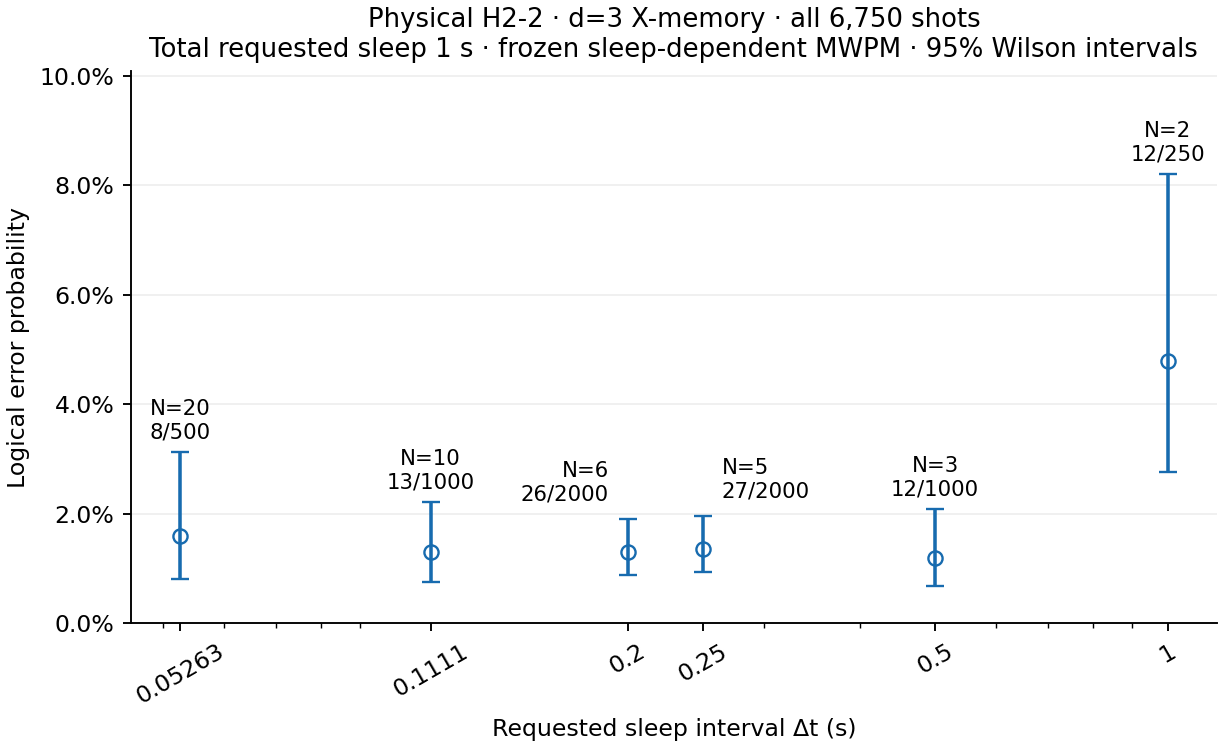 Physical H2-2 · d=3 X-memory · all 6,750 shots
Total requested sleep 1 s · frozen sleep-dependent MWPM · 95% Wilson intervals
Logical error probability
10.0%
8.0%
6.0%
4.0%
2.0%
0.0%
N=20
8/500
N=10
13/1000
N=6
26/2000
N=5
27/2000
N=3
12/1000
N=2
12/250
0.05263
0.1111
0.2
0.25
0.5
1
Requested sleep interval Δt (s)